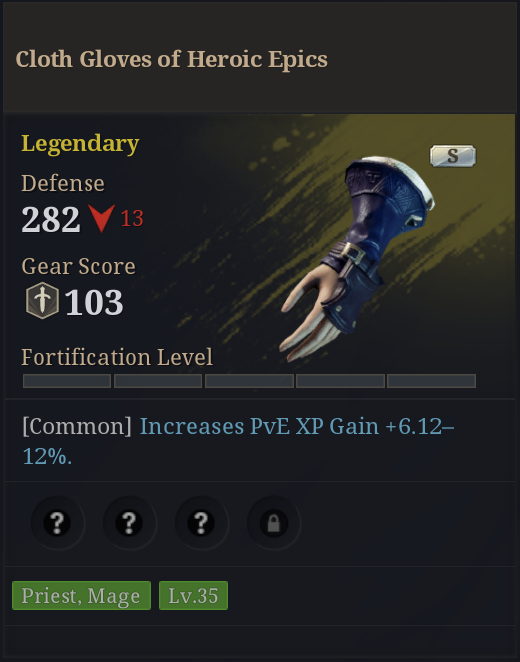 Cloth Gloves of Heroic Epics
Legendary
S
Defense
282 13
Gear Score
103
Fortification Level
[Common] Increases PvE XP Gain +6.12–
12%.
? ? ?
Priest, Mage Lv.35